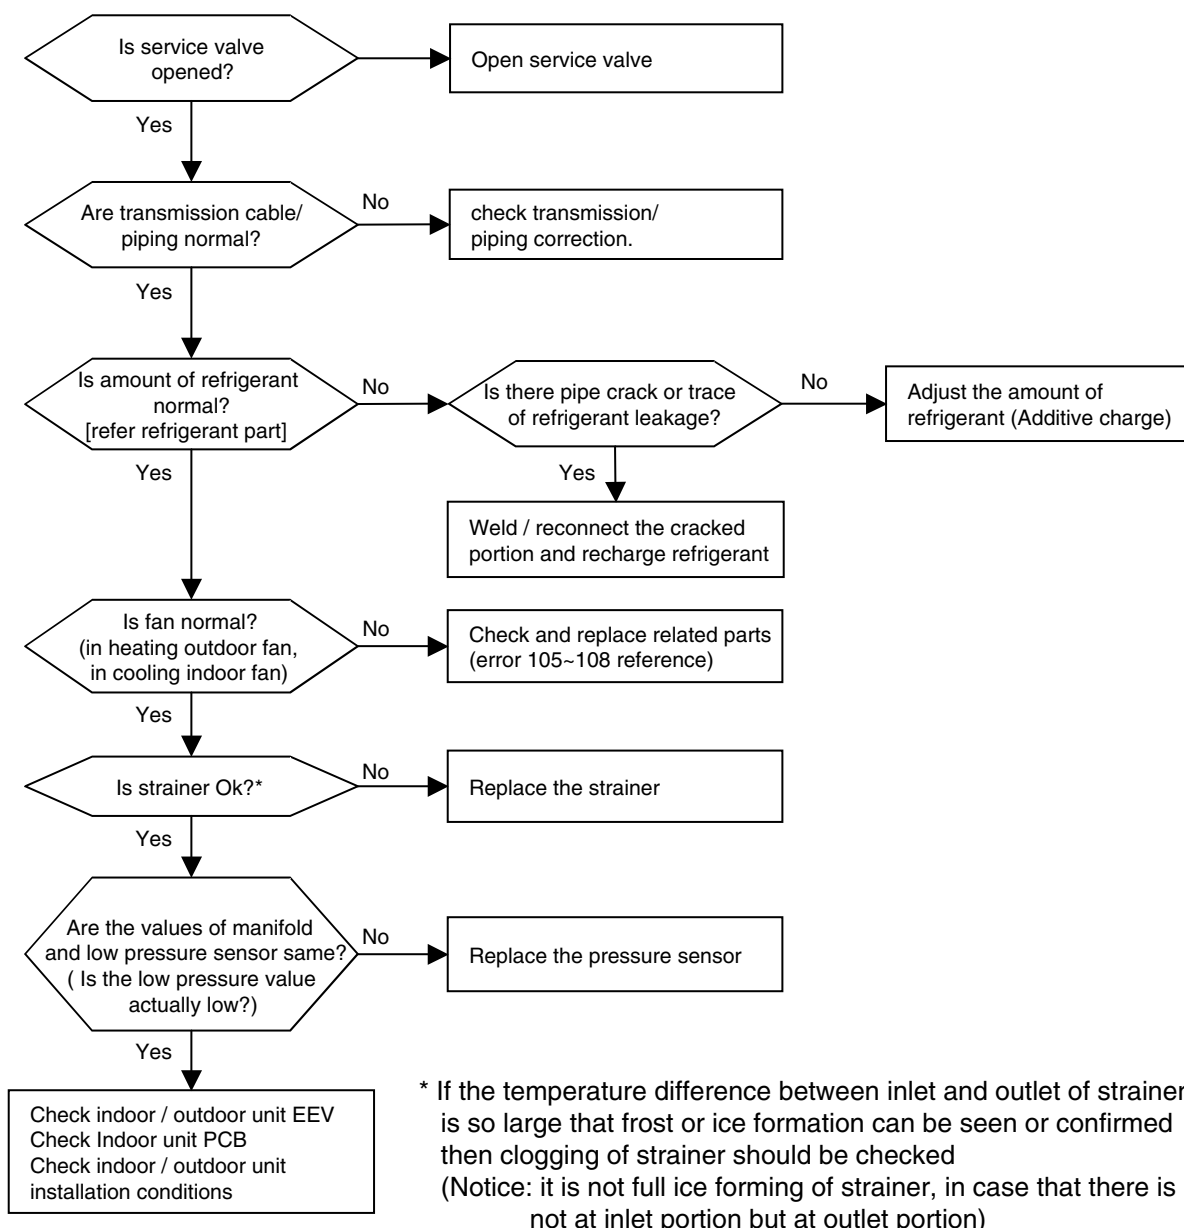 Is service valve
opened?
Open service valve
Yes
Are transmission cable/
piping normal?
No
check transmission/
piping correction.
Yes
Is amount of refrigerant
normal?
[refer refrigerant part]
No
Is there pipe crack or trace
of refrigerant leakage?
No
Adjust the amount of
refrigerant (Additive charge)
Yes
Yes
Weld / reconnect the cracked
portion and recharge refrigerant
Is fan normal?
(in heating outdoor fan,
in cooling indoor fan)
No
Check and replace related parts
(error 105~108 reference)
Yes
Is strainer Ok?*
No
Replace the strainer
Yes
Are the values of manifold
and low pressure sensor same?
( Is the low pressure value
actually low?)
No
Replace the pressure sensor
Yes
Check indoor / outdoor unit EEV
Check Indoor unit PCB
Check indoor / outdoor unit
installation conditions
* If the temperature difference between inlet and outlet of strainer
is so large that frost or ice formation can be seen or confirmed
then clogging of strainer should be checked
(Notice: it is not full ice forming of strainer, in case that there is
not at inlet portion but at outlet portion)